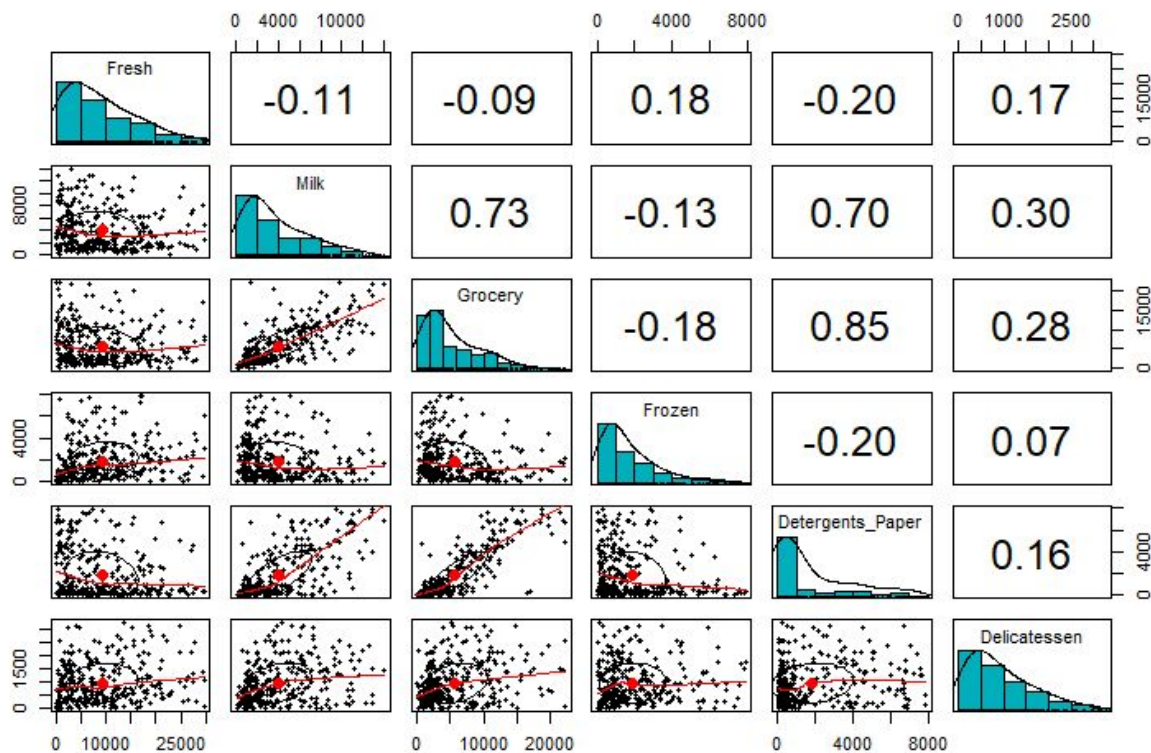 0 4000 10000 0 4000 8000 0 1000 2500
Fresh -0.11 -0.09 0.18 -0.20 0.17 0 15000
0 8000 Milk 0.73 -0.13 0.70 0.30
Grocery -0.18 0.85 0.28 0 15000
0 4000 Frozen -0.20 0.07
Detergents_Paper 0.16 0 4000
0 1500 Delicatessen
0 10000 25000 0 10000 20000 0 4000 8000